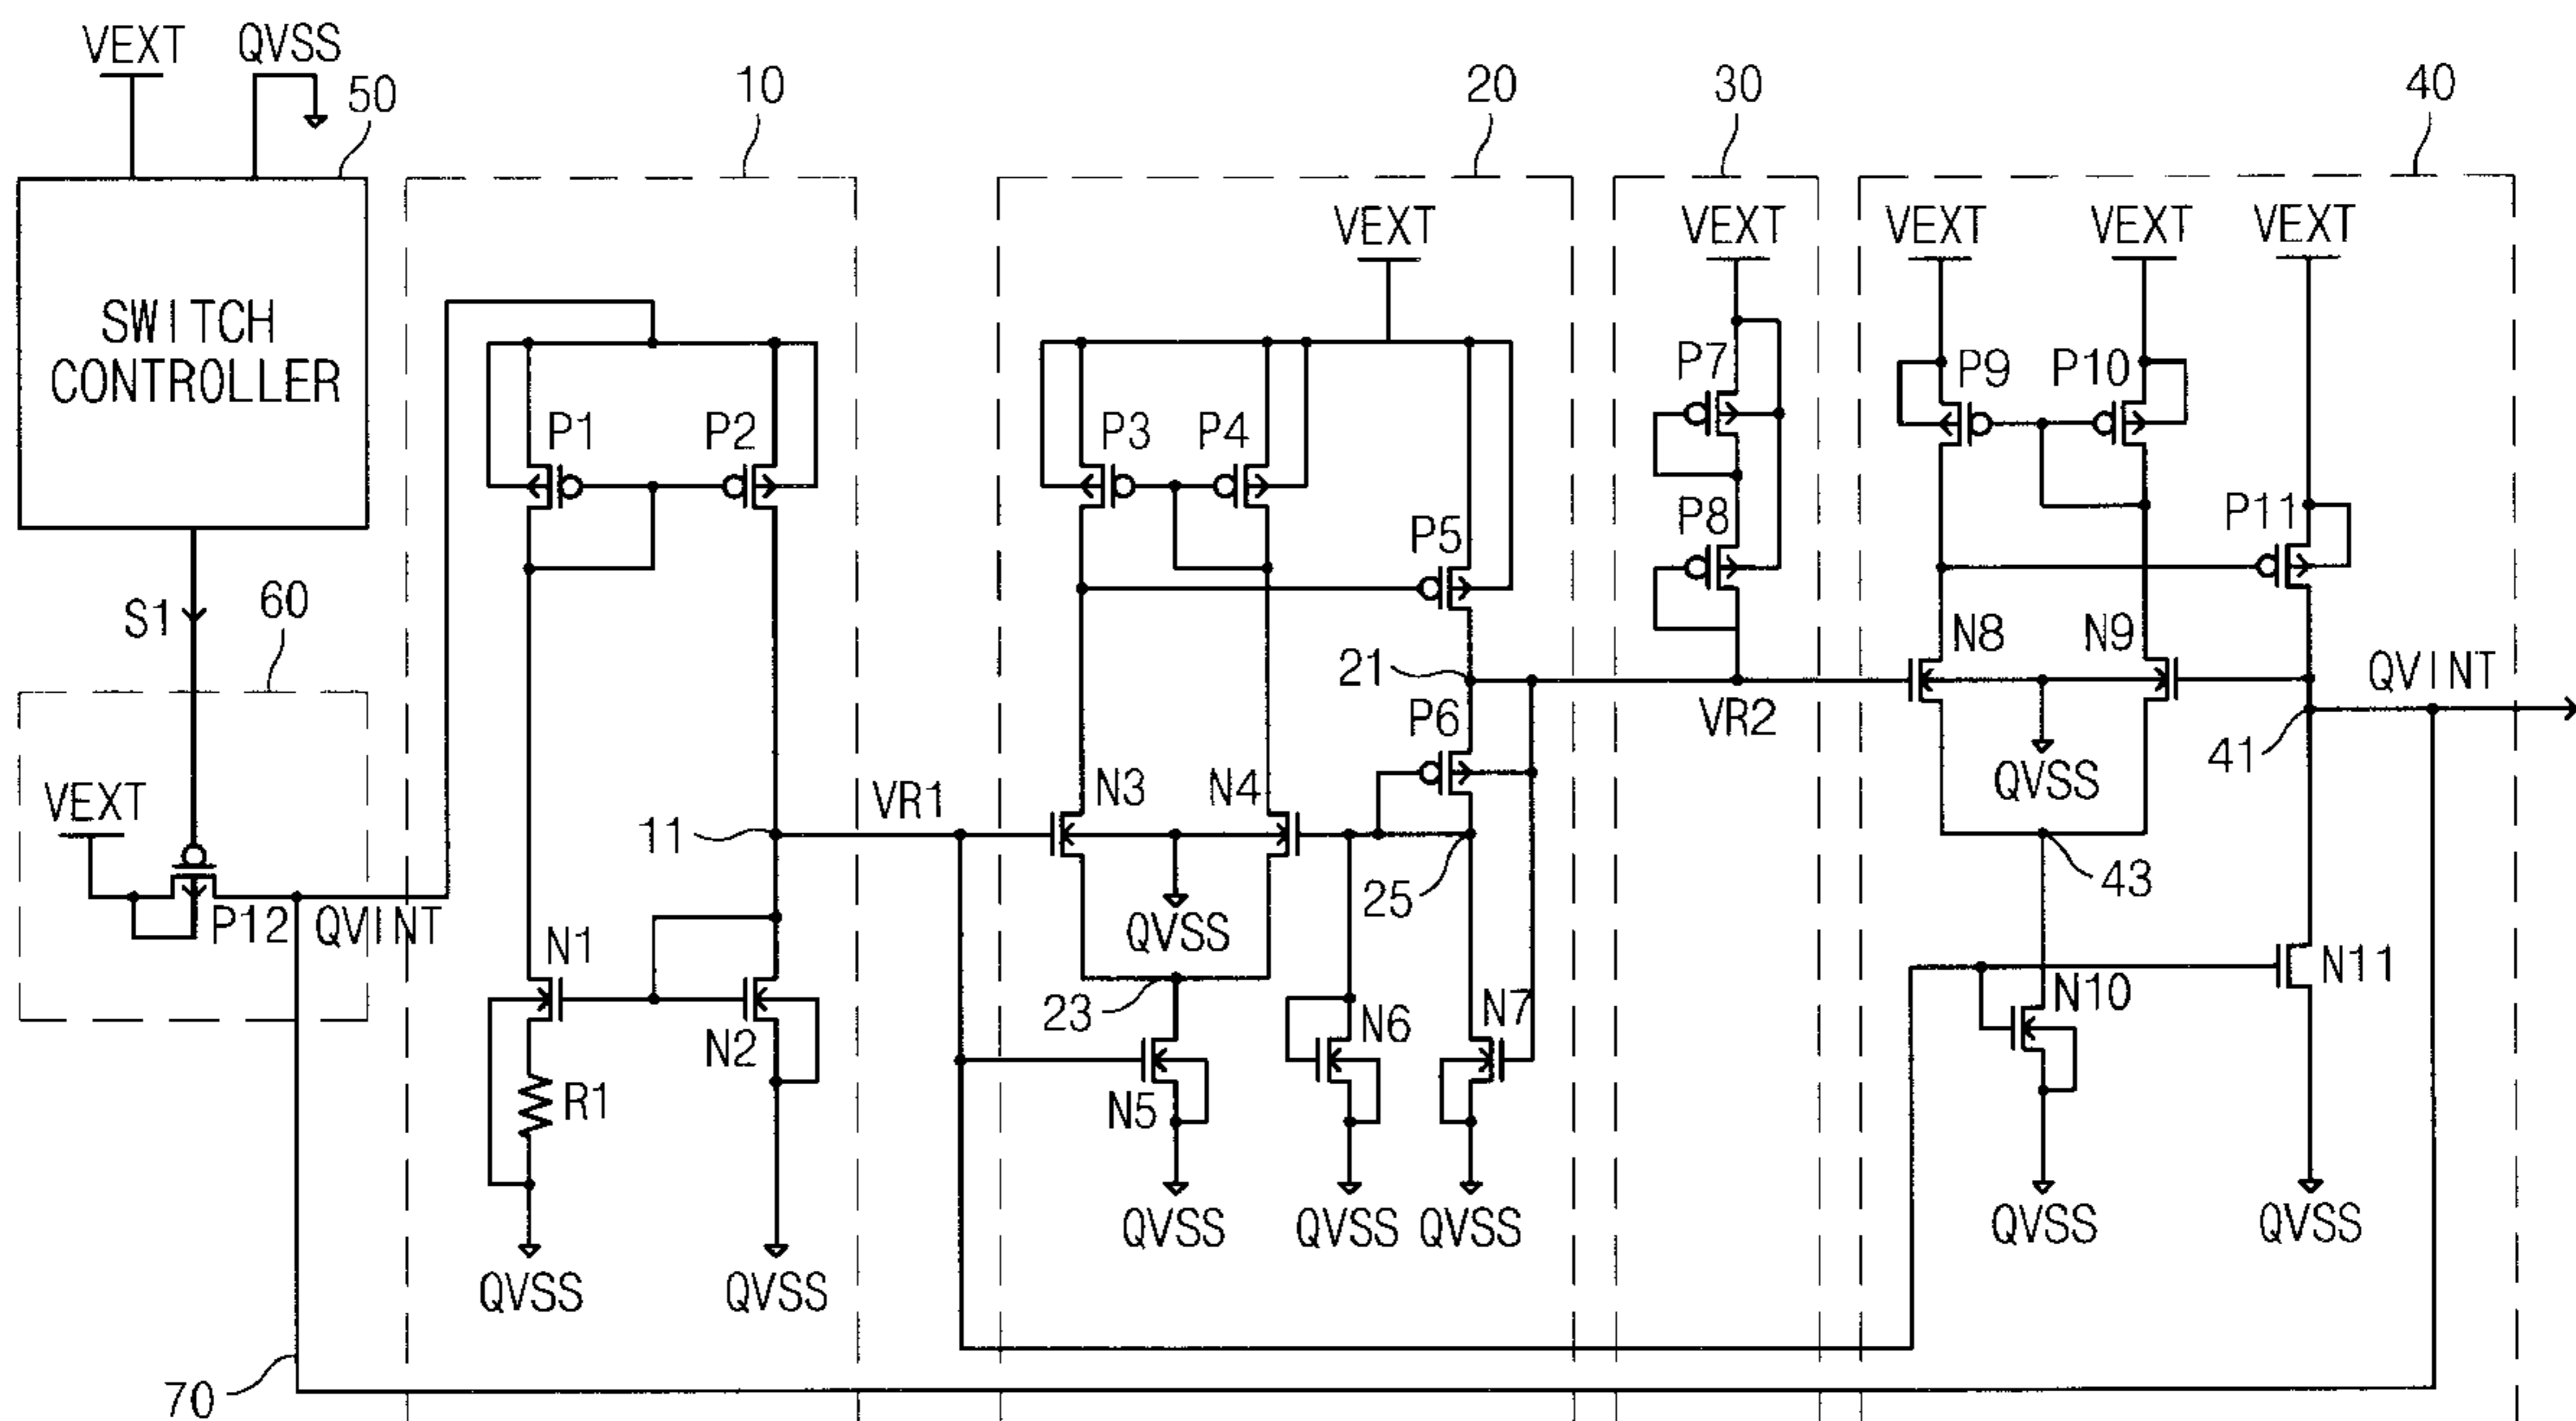 VEXT QVSS
50
10
20
30
40
SWITCH
CONTROLLER
VEXT
VEXT
VEXT
VEXT
VEXT
P1
P2
P3
P4
P5
P7
P8
P9
P10
P11
S1
60
VEXT
P12
QVINT
N1
N2
R1
QVSS
QVSS
11
VR1
N3
N4
QVSS
23
N5
QVSS
21
P6
25
N6
N7
QVSS
QVSS
VR2
N8
N9
QVSS
43
N10
QVSS
QVINT
41
N11
QVSS
70